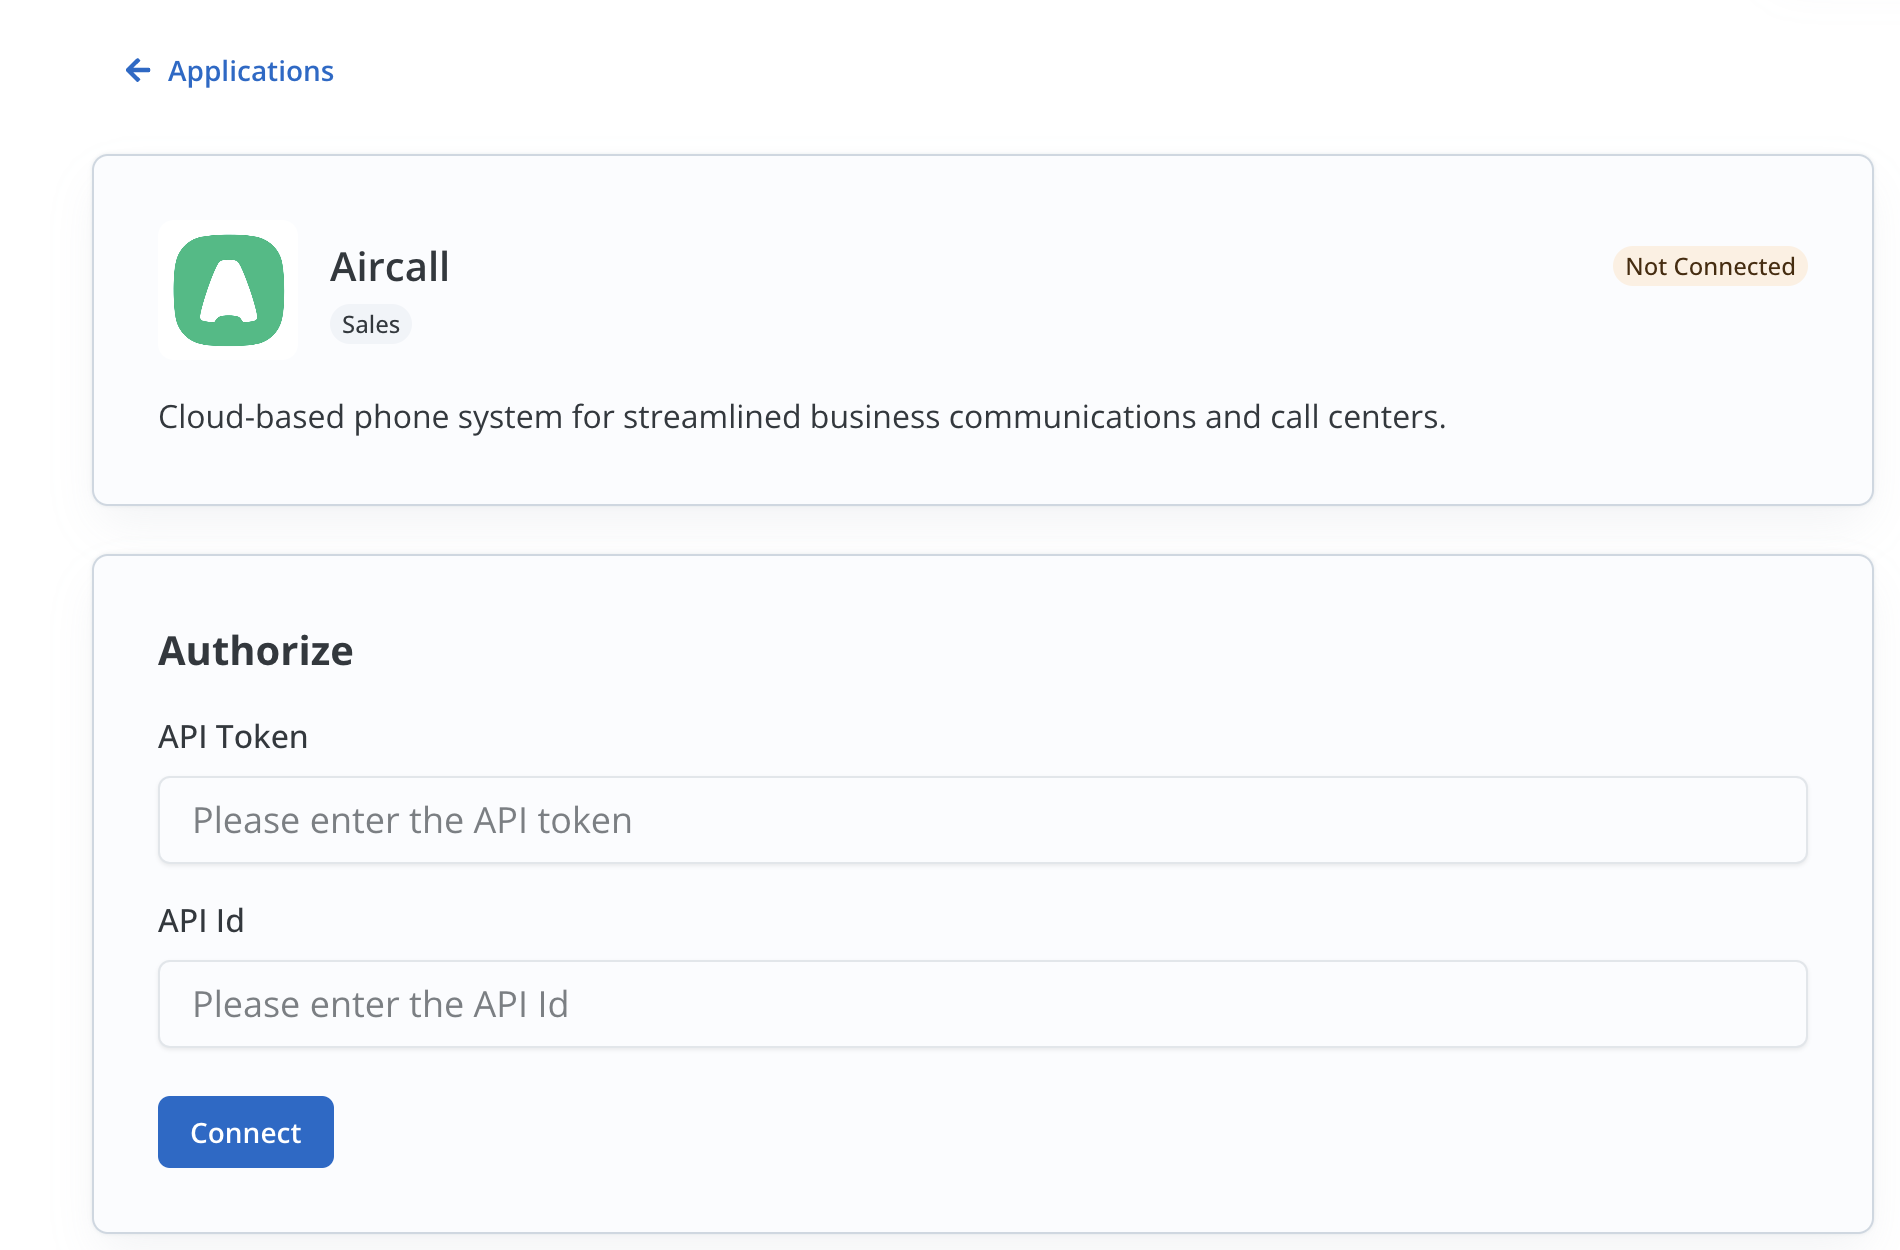 Applications
Aircall
Not Connected
Sales
Cloud-based phone system for streamlined business communications and call centers.
Authorize
API Token
Please enter the API token
API Id
Please enter the API Id
Connect